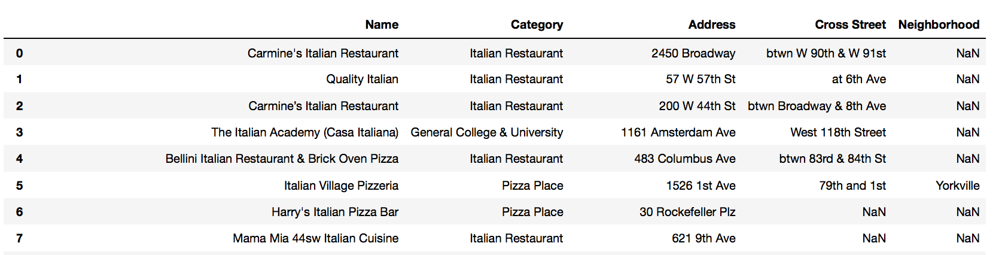 Name Category Address Cross Street Neighborhood
0 Carmine's Italian Restaurant Italian Restaurant 2450 Broadway btwn W 90th & W 91st NaN
1 Quality Italian Italian Restaurant 57 W 57th St at 6th Ave NaN
2 Carmine’s Italian Restaurant Italian Restaurant 200 W 44th St btwn Broadway & 8th Ave NaN
3 The Italian Academy (Casa Italiana) General College & University 1161 Amsterdam Ave West 118th Street NaN
4 Bellini Italian Restaurant & Brick Oven Pizza Italian Restaurant 483 Columbus Ave btwn 83rd & 84th St NaN
5 Italian Village Pizzeria Pizza Place 1526 1st Ave 79th and 1st Yorkville
6 Harry's Italian Pizza Bar Pizza Place 30 Rockefeller Plz NaN NaN
7 Mama Mia 44sw Italian Cuisine Italian Restaurant 621 9th Ave NaN NaN